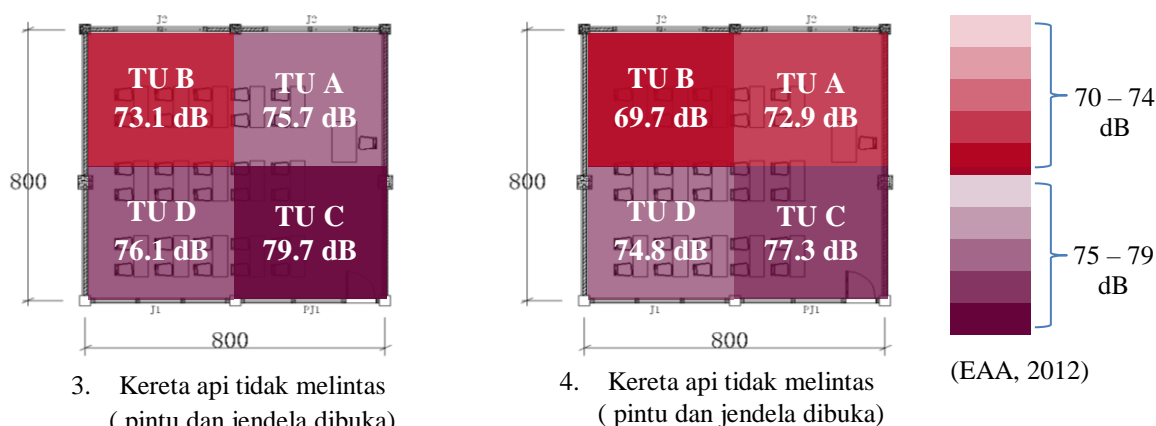 J2
TU B
73.1 dB
TU A
75.7 dB
800
TU D
76.1 dB
TU C
79.7 dB
J1
PJ1
800
3. Kereta api tidak melintas
( pintu dan jendela dibuka)
J2
J2
TU B
69.7 dB
TU A
72.9 dB
800
TU D
74.8 dB
TU C
77.3 dB
J1
PJ1
800
4. Kereta api tidak melintas
( pintu dan jendela dibuka)
70 – 74
dB
75 – 79
dB
(EAA, 2012)